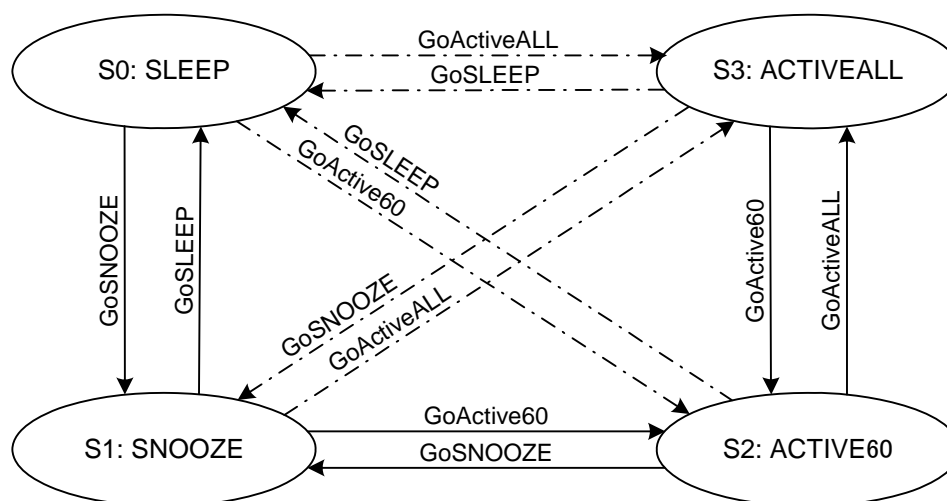 GoActiveALL
S0: SLEEP
S3: ACTIVEALL
GoSLEEP
GoSLEEP
GoActive60
GoSNOOZE
GoSLEEP
GoActive60
GoActiveALL
GoSNOOZE
GoActiveALL
GoActive60
S1: SNOOZE
S2: ACTIVE60
GoSNOOZE